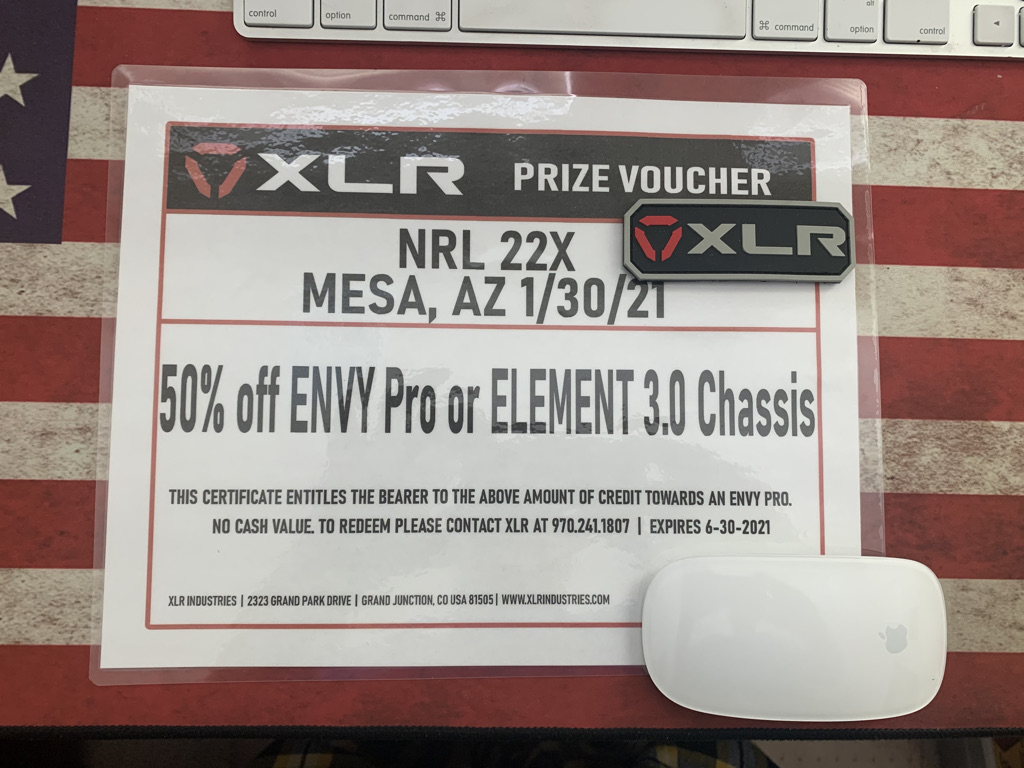 control
option
command ⌘
⌘ command
alt
option
control
◄
XLR PRIZE VOUCHER
XLR
NRL 22X
MESA, AZ 1/30/21
50% off ENVY Pro or ELEMENT 3.0 Chassis
THIS CERTIFICATE ENTITLES THE BEARER TO THE ABOVE AMOUNT OF CREDIT TOWARDS AN ENVY PRO.
NO CASH VALUE. TO REDEEM PLEASE CONTACT XLR AT 970.241.1807 | EXPIRES 6-30-2021
XLR INDUSTRIES | 2323 GRAND PARK DRIVE | GRAND JUNCTION, CO USA 81505 | WWW.XLRINDUSTRIES.COM